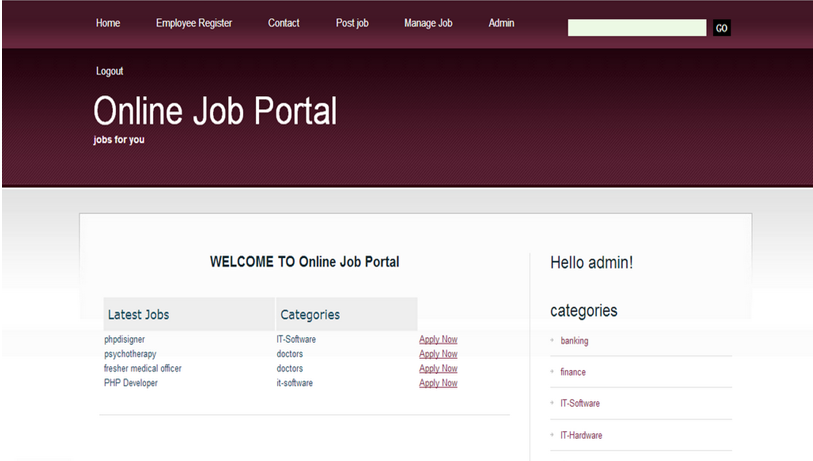 Home Employee Register Contact Post job Manage Job Admin GO
Logout
Online Job Portal
jobs for you
WELCOME TO Online Job Portal
Latest Jobs Categories
phpdisigner IT-Software Apply Now
psychotherapy doctors Apply Now
fresher medical officer doctors Apply Now
PHP Developer it-software Apply Now
Hello admin!
categories
banking
finance
IT-Software
IT-Hardware